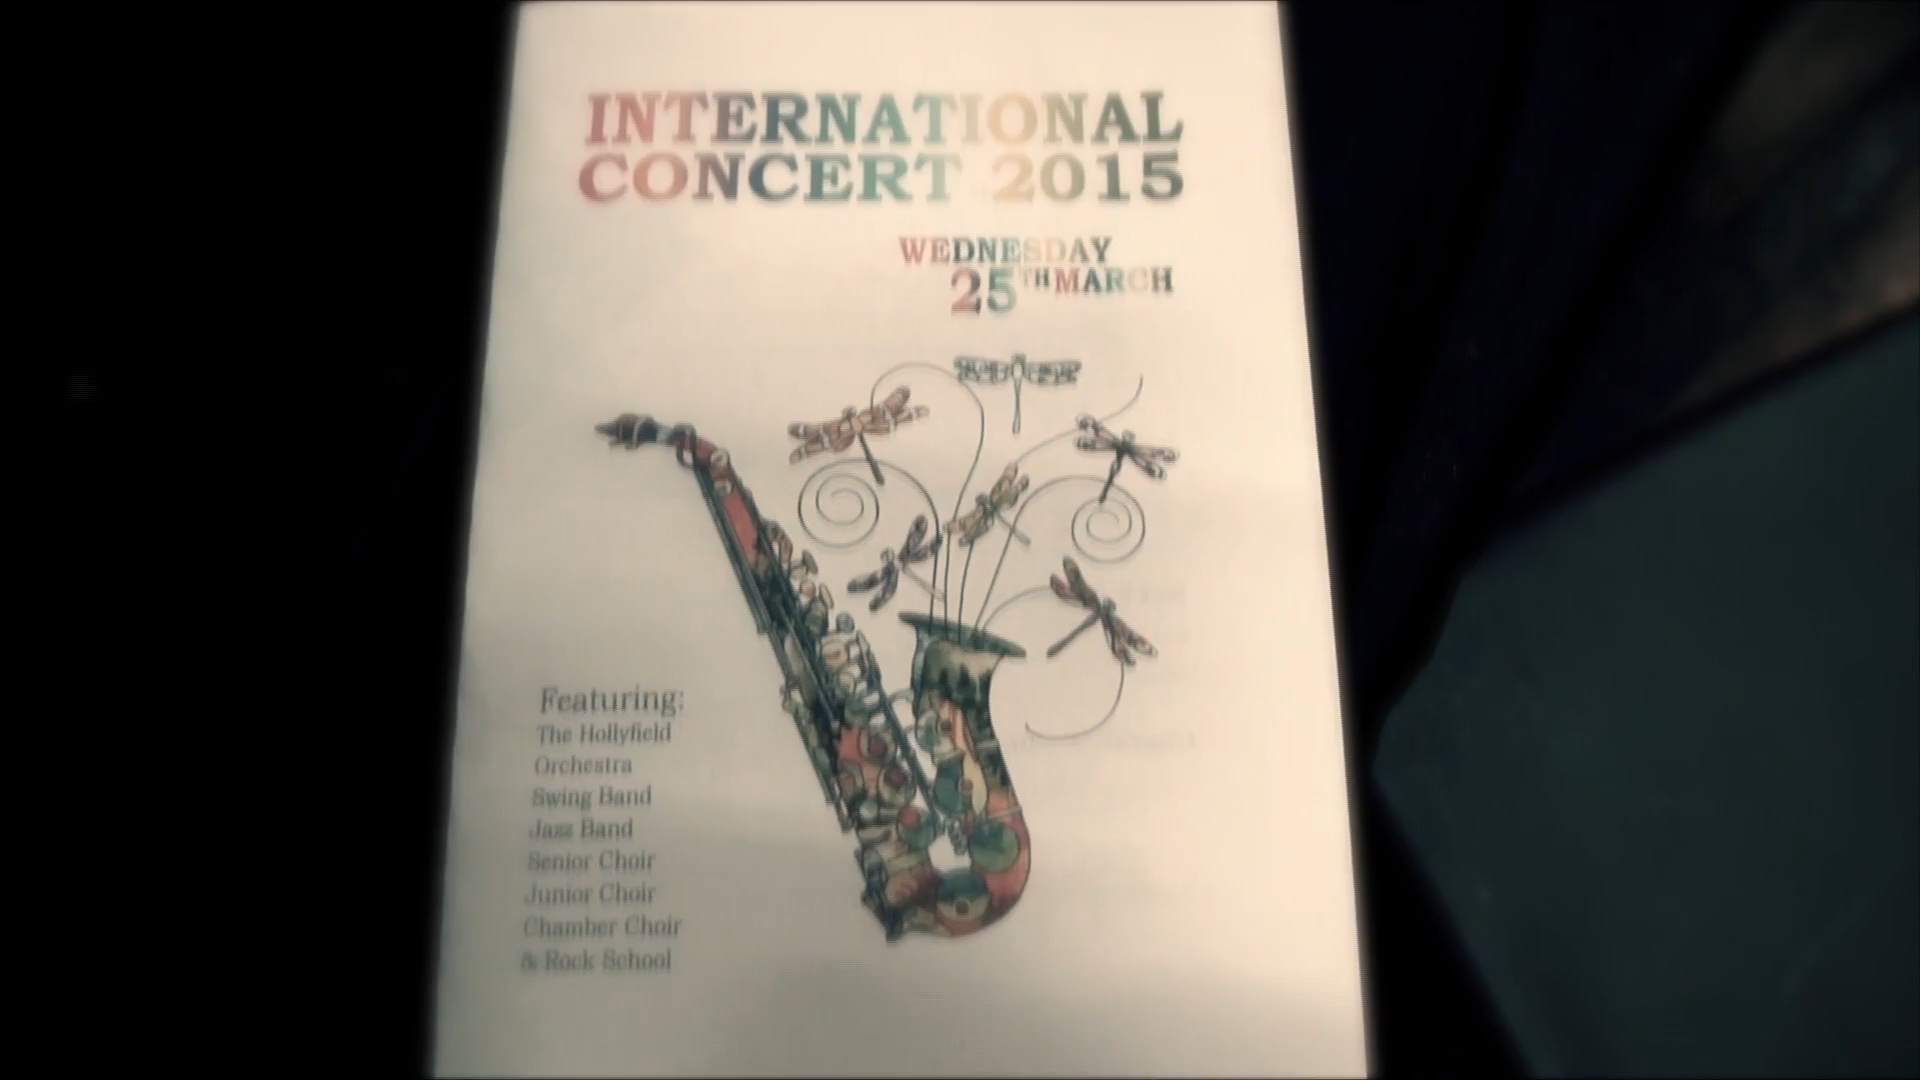 INTERNATIONAL
CONCERT 2015
WEDNESDAY
25TH MARCH
Featuring:
The Hollyfield
Orchestra
Swing Band
Jazz Band
Senior Choir
Junior Choir
Chamber Choir
& Rock School